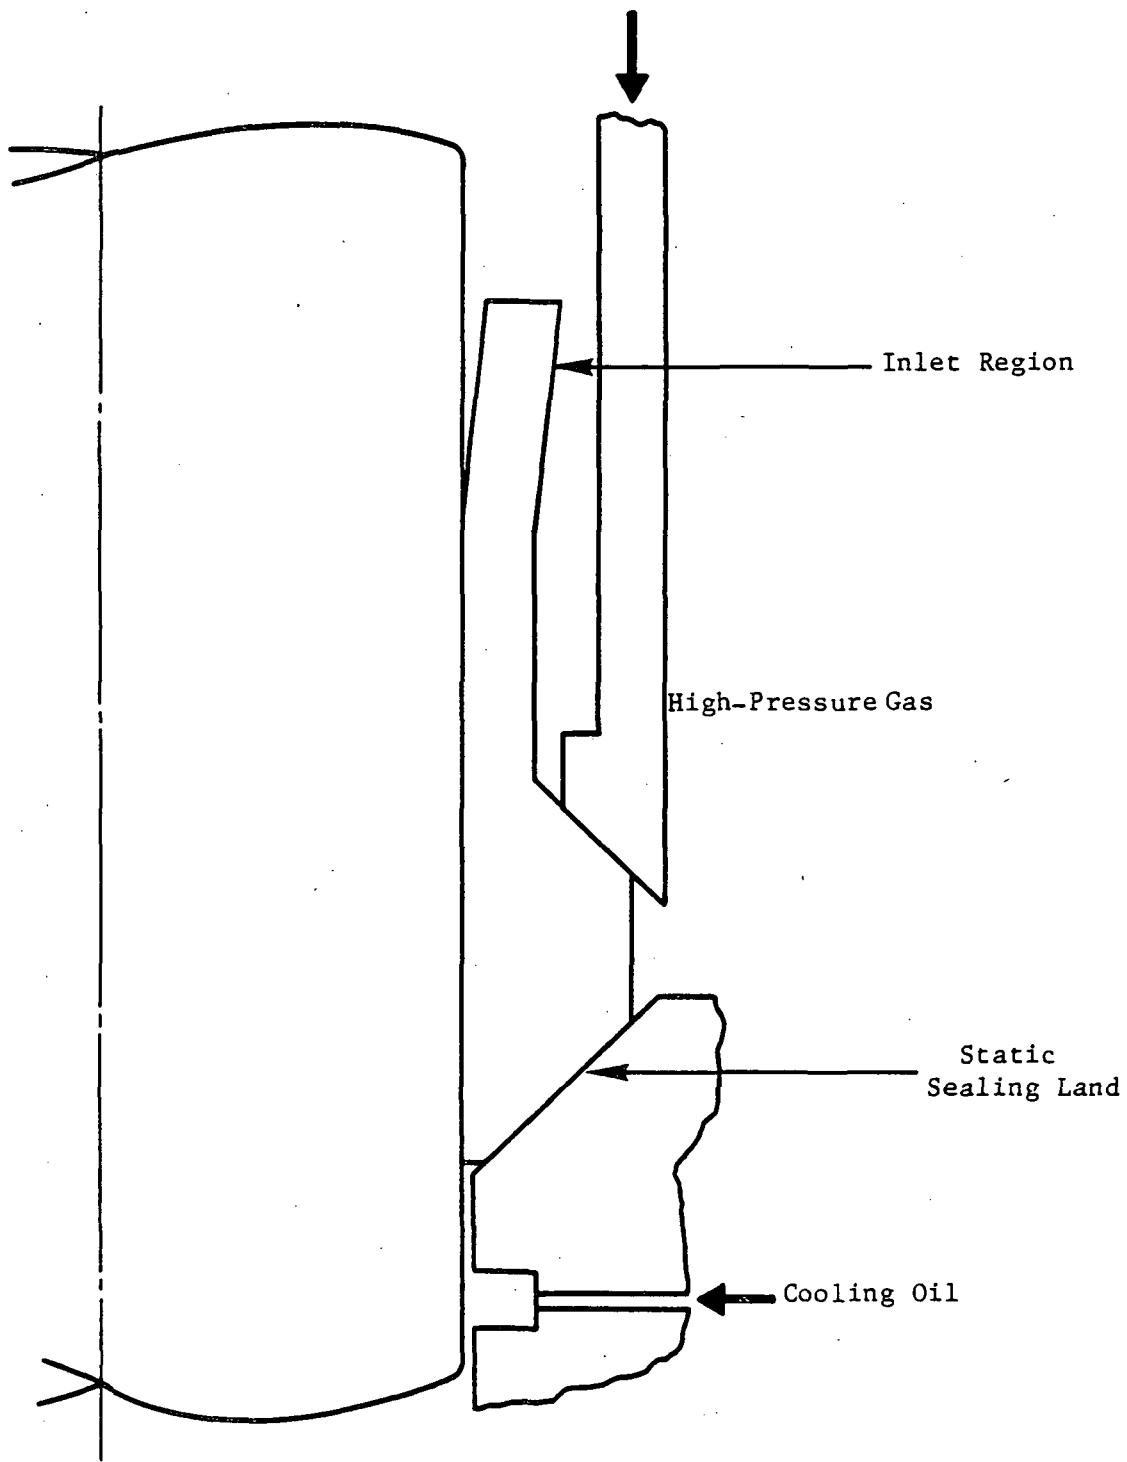 Inlet Region
High-Pressure Gas
Static
Sealing Land
Cooling Oil